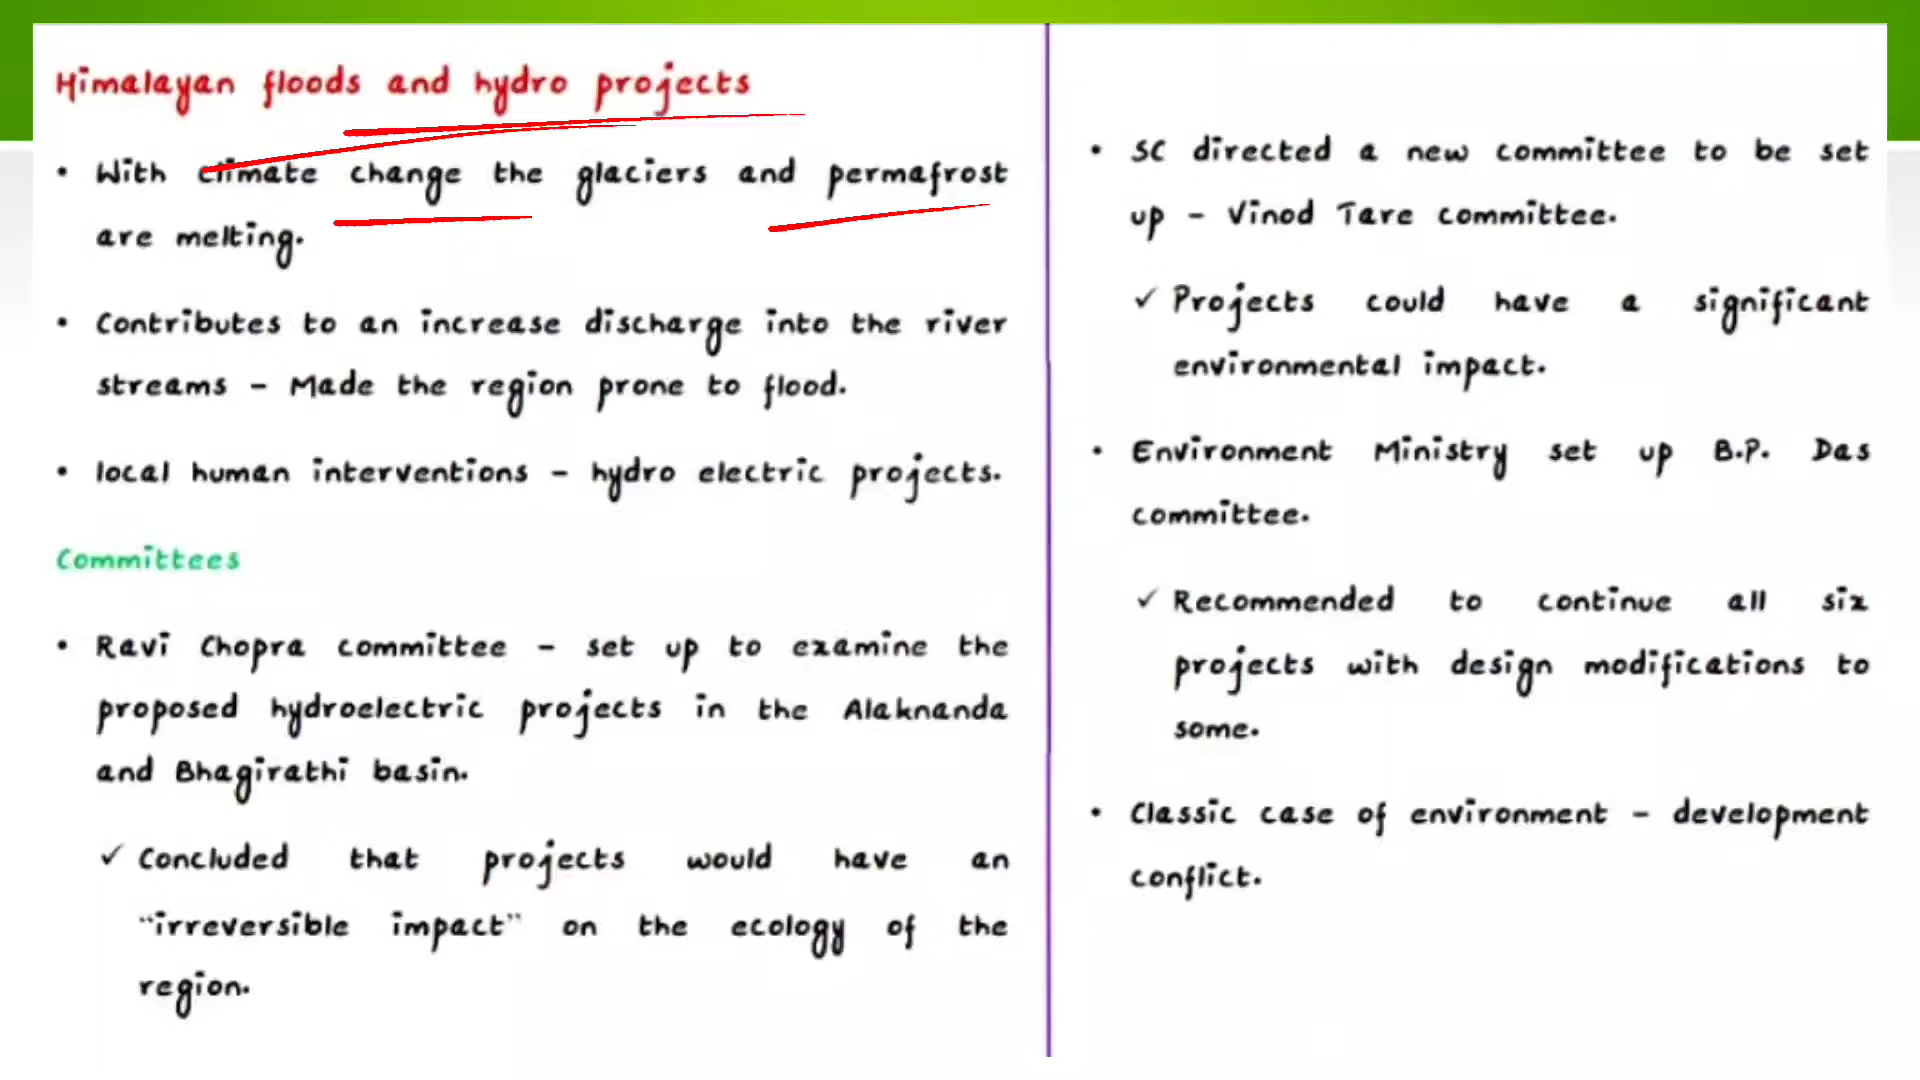 Himalayan floods and hydro projects
• With climate change the glaciers and permafrost
are melting.
• Contributes to an increase discharge into the river
streams - Made the region prone to flood.
• local human interventions - hydro electric projects.
Committees
• Ravi Chopra committee - set up to examine the
proposed hydroelectric projects in the Alaknanda
and Bhagirathi basin.
✓ Concluded that projects would have an
"irreversible impact" on the ecology of the
region.
• SC directed a new committee to be set
up - Vinod Tare committee.
✓ Projects could have a significant
environmental impact.
• Environment Ministry set up B.P. Das
committee.
✓ Recommended to continue all six
projects with design modifications to
some.
• Classic case of environment - development
conflict.